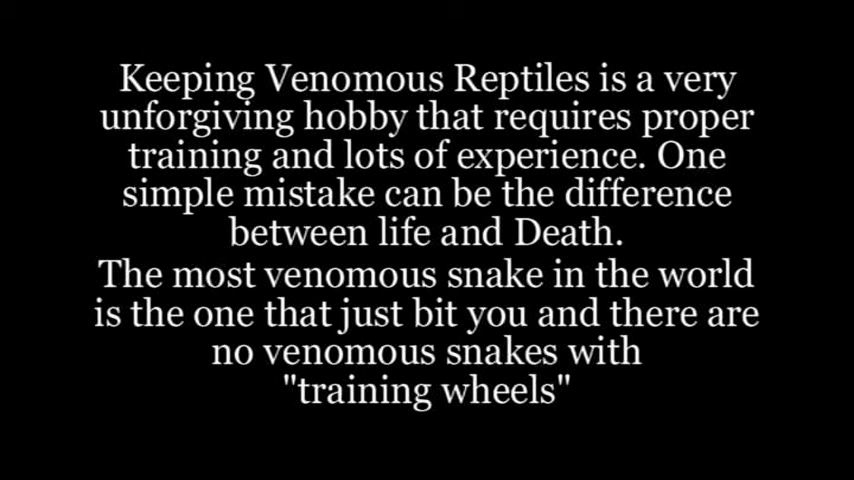 Keeping Venomous Reptiles is a very
unforgiving hobby that requires proper
training and lots of experience. One
simple mistake can be the difference
between life and Death.
The most venomous snake in the world
is the one that just bit you and there are
no venomous snakes with
"training wheels"